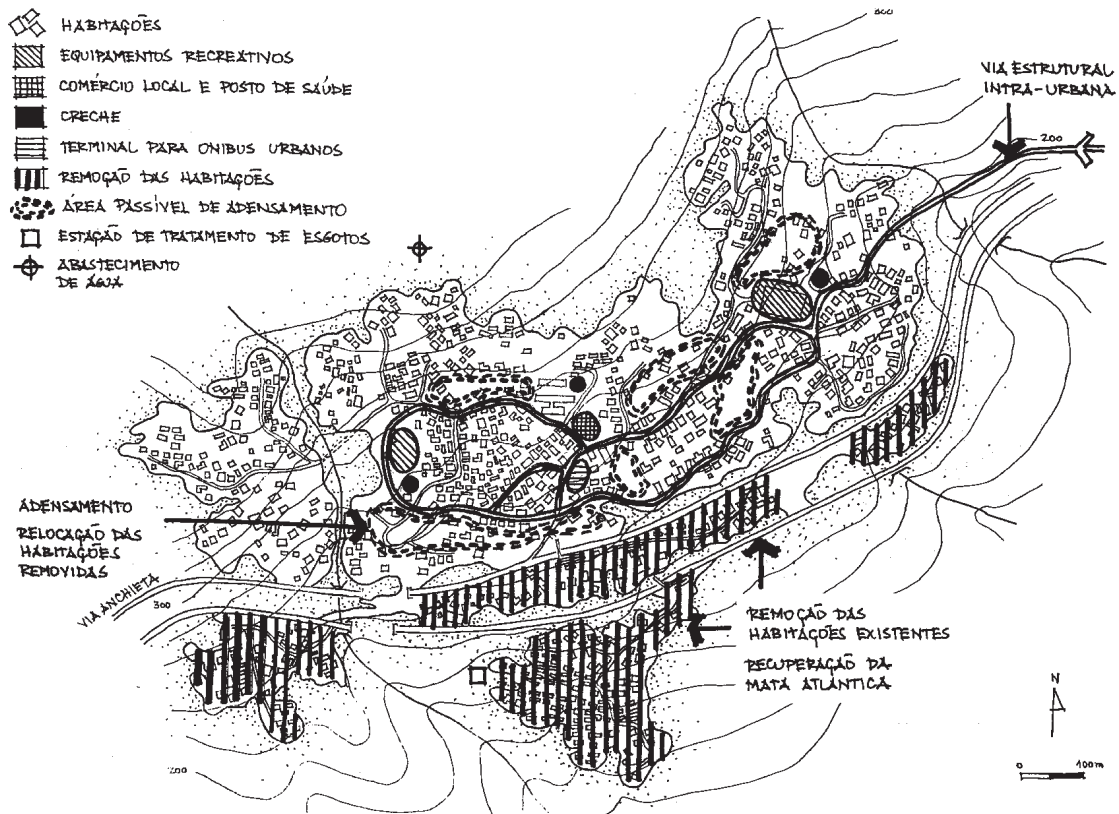 HABITAÇÕES
EQUIPAMENTOS RECREATIVOS
COMÉRCIO LOCAL E POSTO DE SAÚDE
CRECHE
TERMINAL PARA ONIBUS URBANOS
REMOÇÃO DAS HABITAÇÕES
ÁREA PASSÍVEL DE ADENSAMENTO
ESTAÇÃO DE TRATAMENTO DE ESGOTOS
ABASTECIMENTO
DE ÁGUA
VIA ESTRUTURAL
INTRA-URBANA
200
ADENSAMENTO
RELOCAÇÃO DAS
HABITAÇÕES
REMOVIDAS
VIA ANCHIETA
300
REMOÇÃO DAS
HABITAÇÕES EXISTENTES
RECUPERAÇÃO DA
MATA ATLÂNTICA
N
200
0 100m